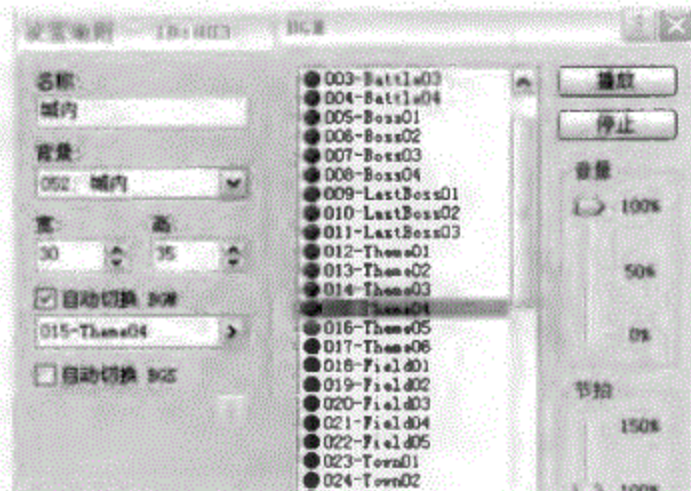 BGM
名称:
城内
背景:
052: 城内
宽:
高:
30
35
自动切换 BGM
015-Theme04
自动切换 BGS
003-Battle03
004-Battle04
005-Boss01
006-Boss02
007-Boss03
008-Boss04
009-LastBoss01
010-LastBoss02
011-LastBoss03
012-Theme01
013-Theme02
014-Theme03
Theme04
016-Theme05
017-Theme06
018-Field01
019-Field02
020-Field03
021-Field04
022-Field05
023-Town01
024-Town02
播放
停止
音量
100%
50%
0%
节拍
150%
100%